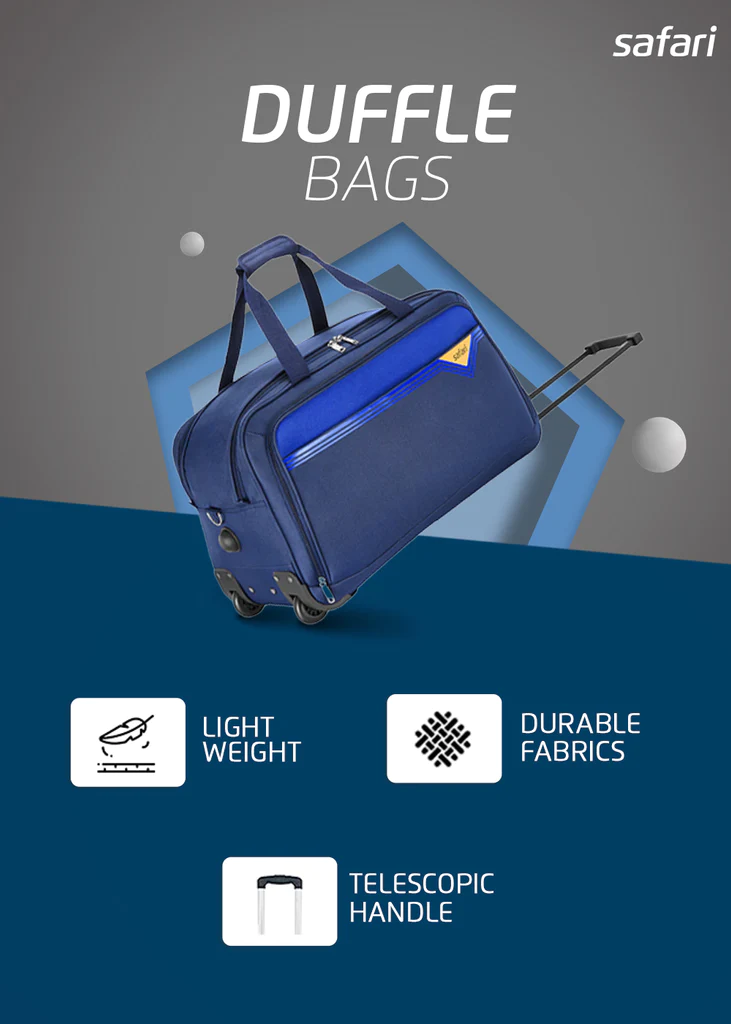 safari
DUFFLE
BAGS
safari
LIGHT
WEIGHT
DURABLE
FABRICS
TELESCOPIC
HANDLE